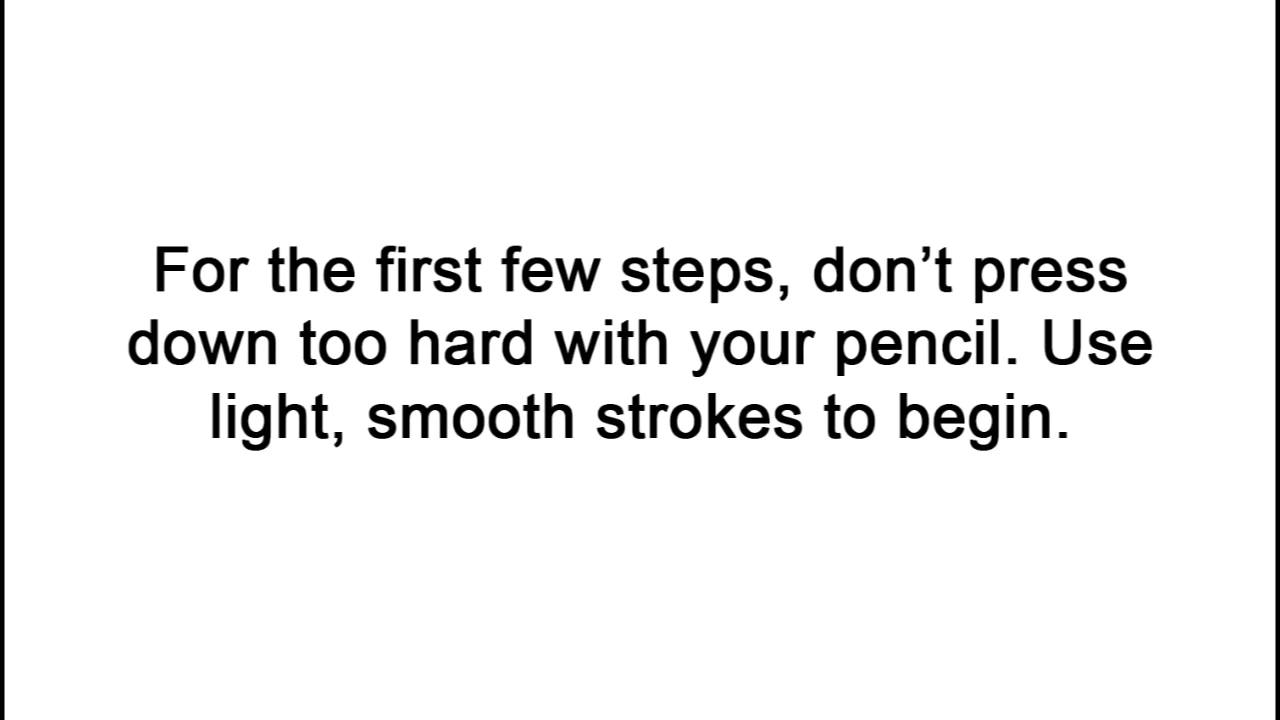 For the first few steps, don’t press
down too hard with your pencil. Use
light, smooth strokes to begin.